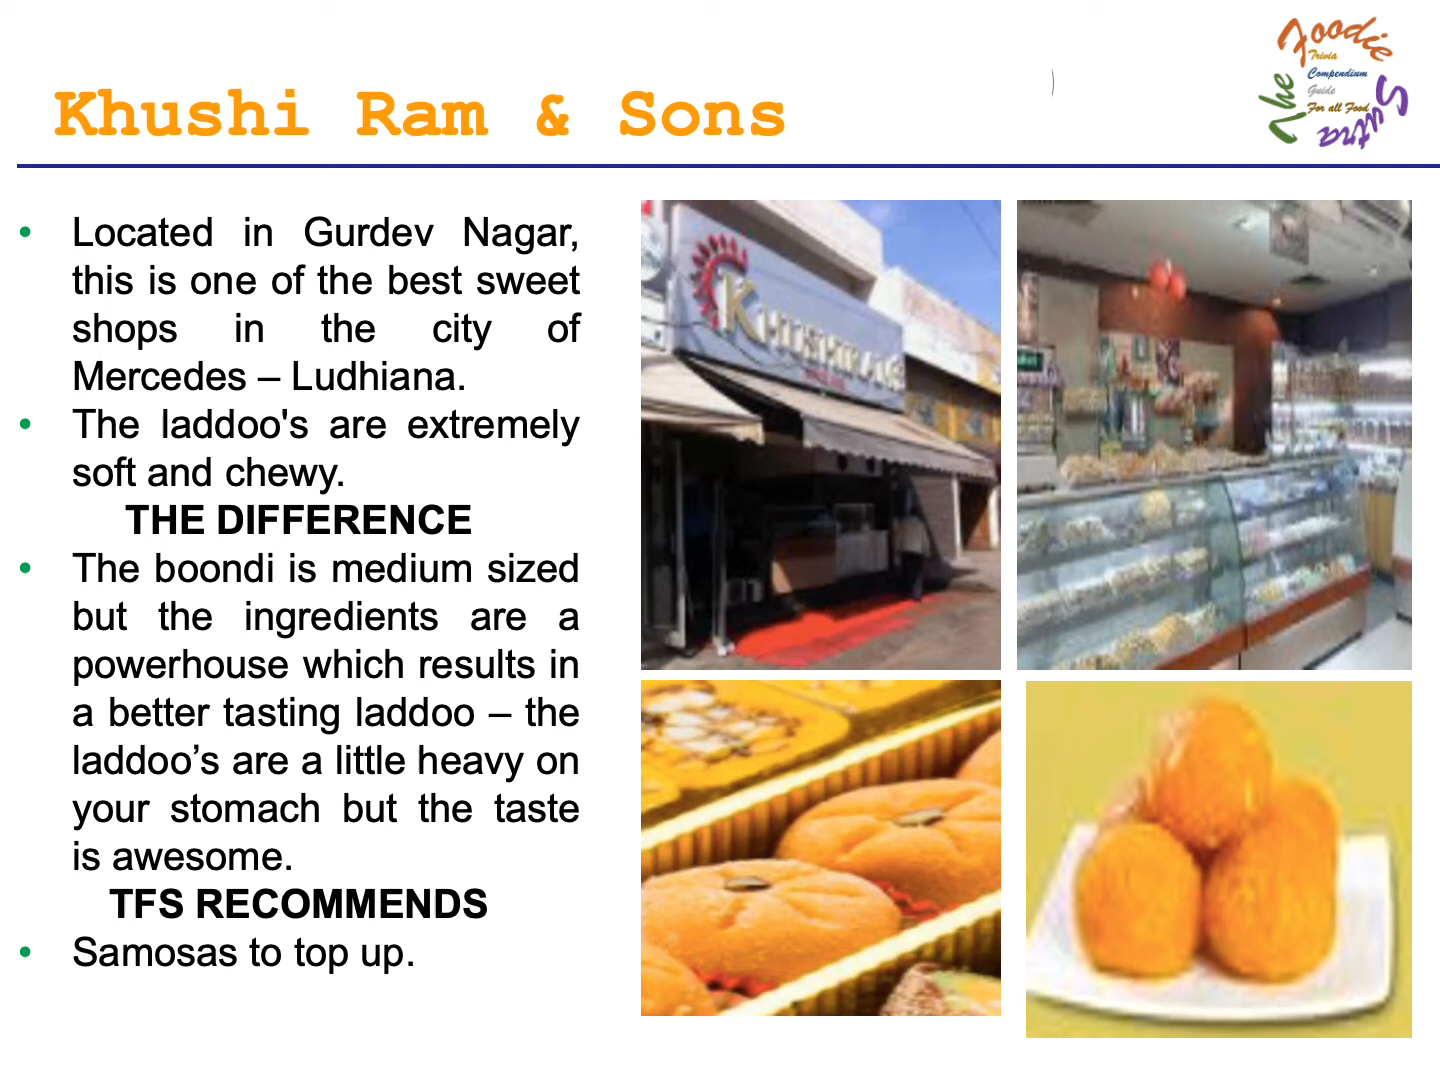 Khushi Ram & Sons
The Foodie Sutra
Trivia
Compendium
Guide
For all Food
• Located in Gurdev Nagar,
this is one of the best sweet
shops in the city of
Mercedes – Ludhiana.
• The laddoo's are extremely
soft and chewy.
THE DIFFERENCE
• The boondi is medium sized
but the ingredients are a
powerhouse which results in
a better tasting laddoo – the
laddoo’s are a little heavy on
your stomach but the taste
is awesome.
TFS RECOMMENDS
• Samosas to top up.
KHUSHIRAM